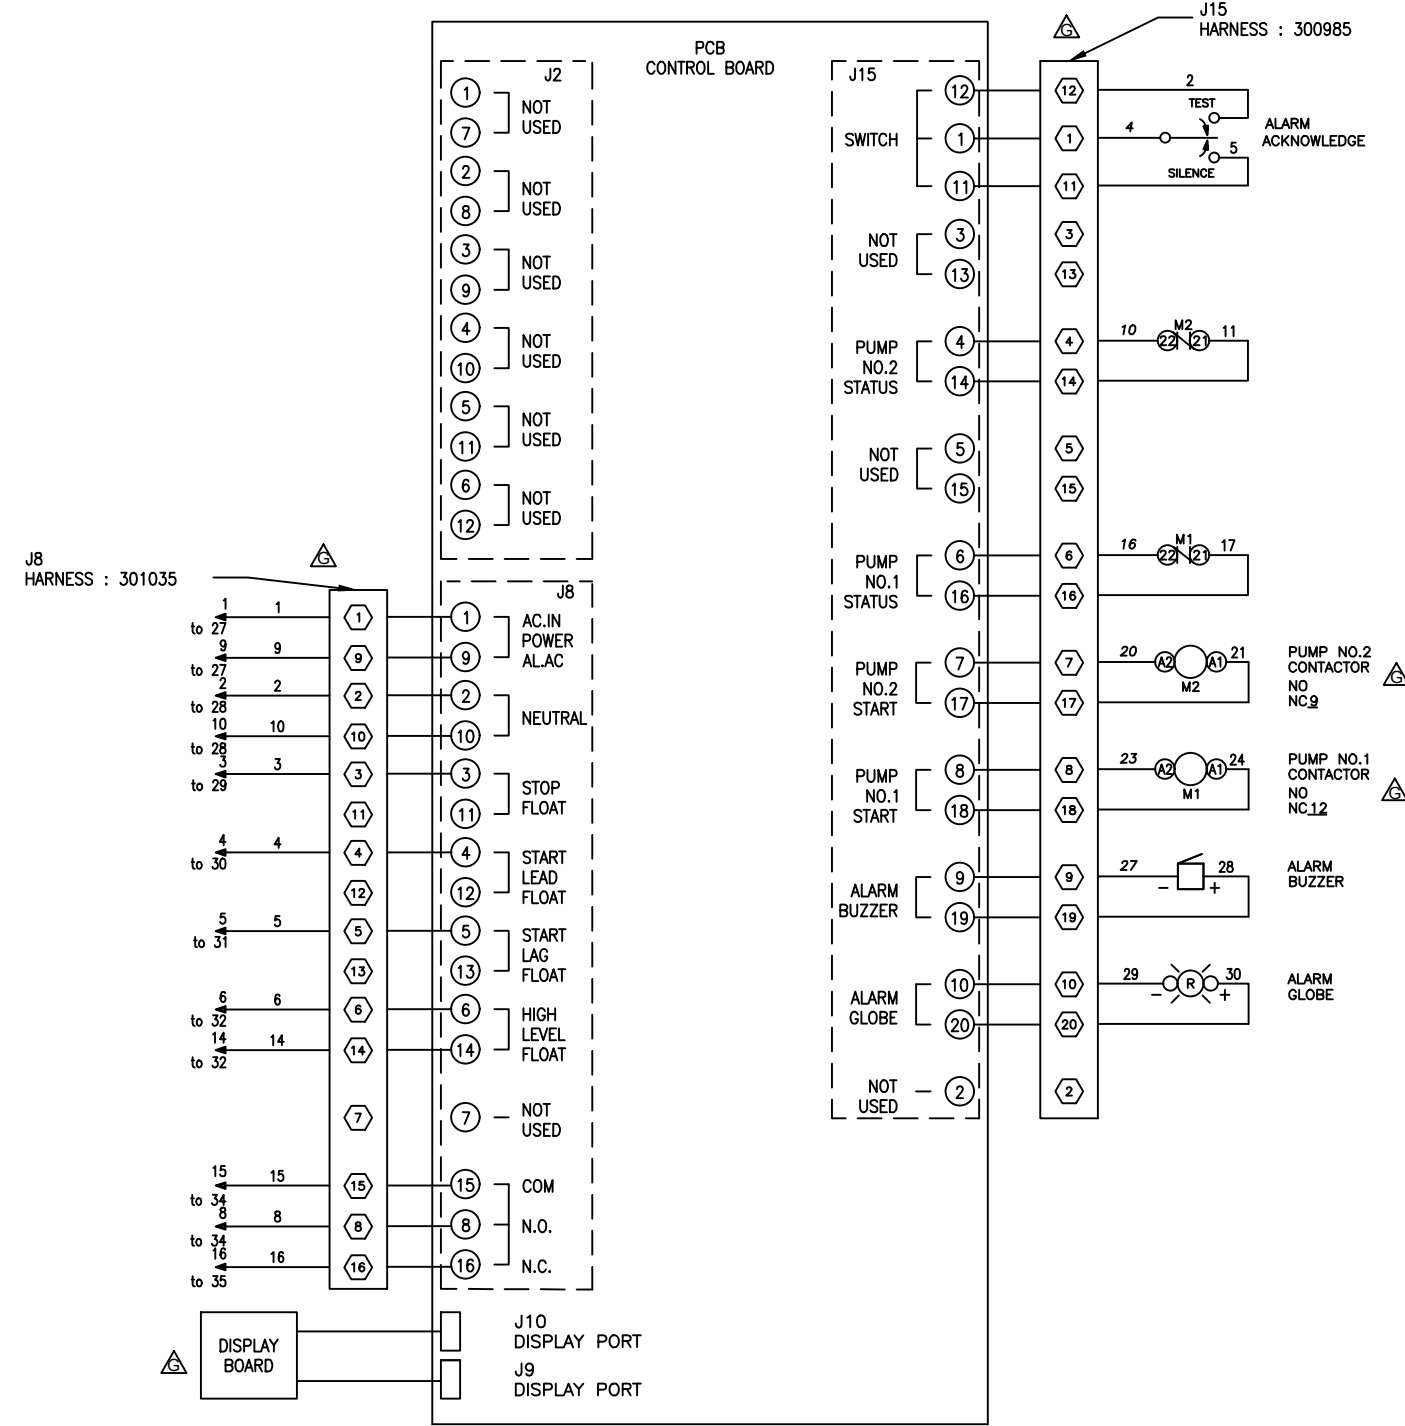 J15
HARNESS : 300985
G
PCB
CONTROL BOARD
J2
1
NOT
7
USED
2
NOT
8
USED
3
NOT
9
USED
4
NOT
10
USED
5
NOT
11
USED
6
NOT
12
USED
J15
SWITCH
12
12
2
TEST
1
1
4
ALARM
ACKNOWLEDGE
5
SILENCE
11
11
NOT
USED
3
3
13
13
PUMP
NO.2
STATUS
4
4
10
22
M2
21
11
14
14
NOT
USED
5
5
15
15
PUMP
NO.1
STATUS
6
6
16
22
M1
21
17
16
16
PUMP
NO.2
START
7
7
20
A2
A1
21
M2
17
17
PUMP NO.2
CONTACTOR
NO
NC 9
G
PUMP
NO.1
START
8
8
23
A2
A1
24
M1
18
18
PUMP NO.1
CONTACTOR
NO
NC 12
G
ALARM
BUZZER
9
9
27
28
- +
19
19
ALARM
BUZZER
ALARM
GLOBE
10
10
29
R
30
- +
20
20
ALARM
GLOBE
NOT
USED
2
2
J8
HARNESS : 301035
G
J8
1
to 27
1
1
1
AC.IN
POWER
AL.AC
9
to 27
9
9
9
2
to 28
2
2
2
NEUTRAL
10
to 28
10
10
10
3
to 29
3
3
3
STOP
FLOAT
11
11
4
to 30
4
4
4
START
LEAD
FLOAT
12
12
5
to 31
5
5
5
START
LAG
FLOAT
13
13
6
to 32
6
6
6
HIGH
LEVEL
FLOAT
14
to 32
14
14
14
7
7
NOT
USED
15
to 34
15
15
15
COM
8
to 34
8
8
8
N.O.
16
to 35
16
16
16
N.C.
G
DISPLAY
BOARD
J10
DISPLAY PORT
J9
DISPLAY PORT